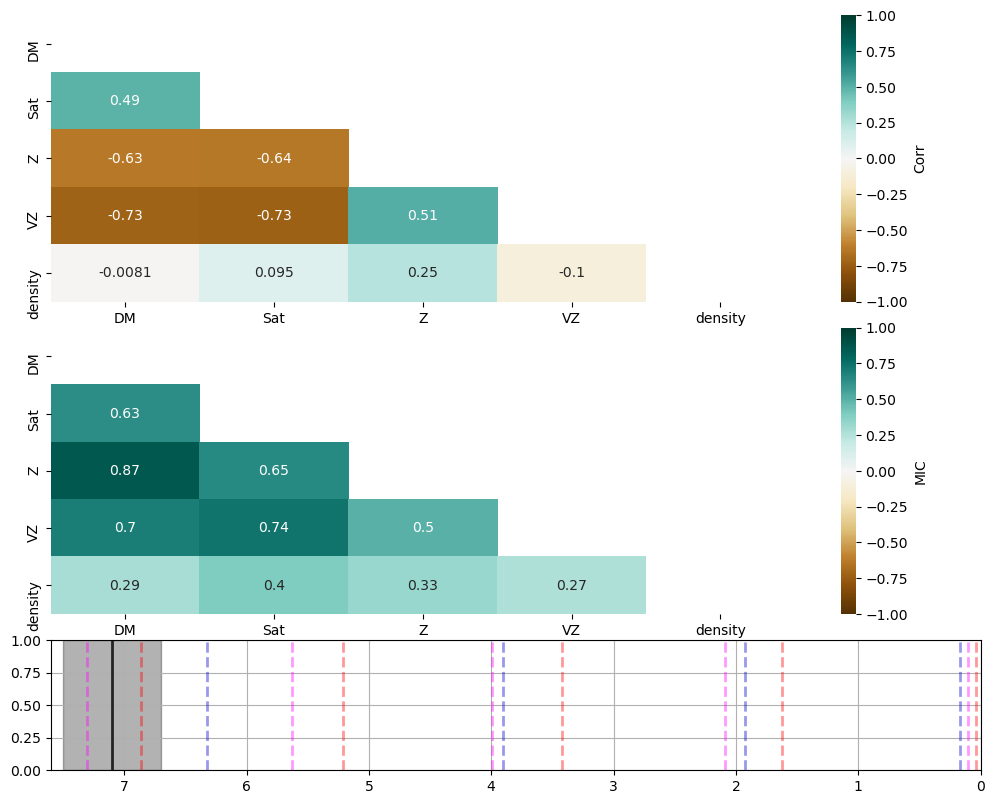 DM
Sat
Z
VZ
density
0.49
-0.63 -0.64
-0.73 -0.73 0.51
-0.0081 0.095 0.25 -0.1
DM Sat Z VZ density
1.00
0.75
0.50
0.25
0.00
−0.25
−0.50
−0.75
−1.00
Corr
DM
Sat
Z
VZ
density
0.63
0.87 0.65
0.7 0.74 0.5
0.29 0.4 0.33 0.27
DM Sat Z VZ density
1.00
0.75
0.50
0.25
0.00
−0.25
−0.50
−0.75
−1.00
MIC
1.00
0.75
0.50
0.25
0.00
7 6 5 4 3 2 1 0